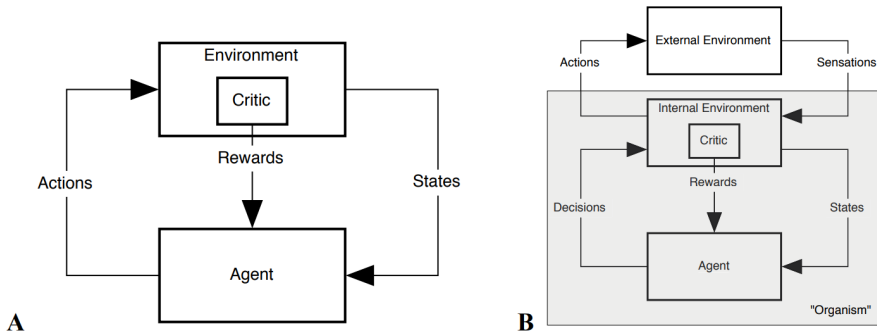 Environment
Critic
Rewards
Actions
States
Agent
A
External Environment
Actions
Sensations
Internal Environment
Critic
Rewards
Decisions
States
Agent
"Organism"
B